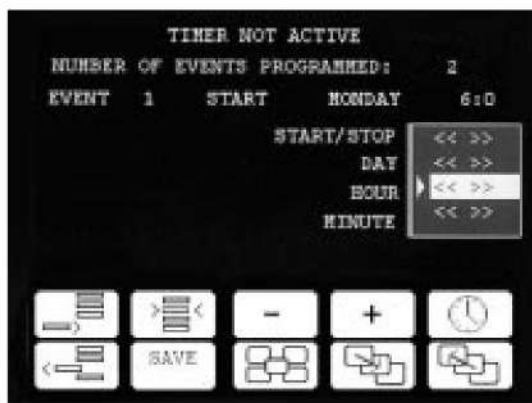 TIMER NOT ACTIVE
NUMBER OF EVENTS PROGRAMMED: 2
EVENT 1 START MONDAY 6:0
START/STOP << >>
DAY << >>
HOUR << >>
MINUTE << >>
- +
SAVE